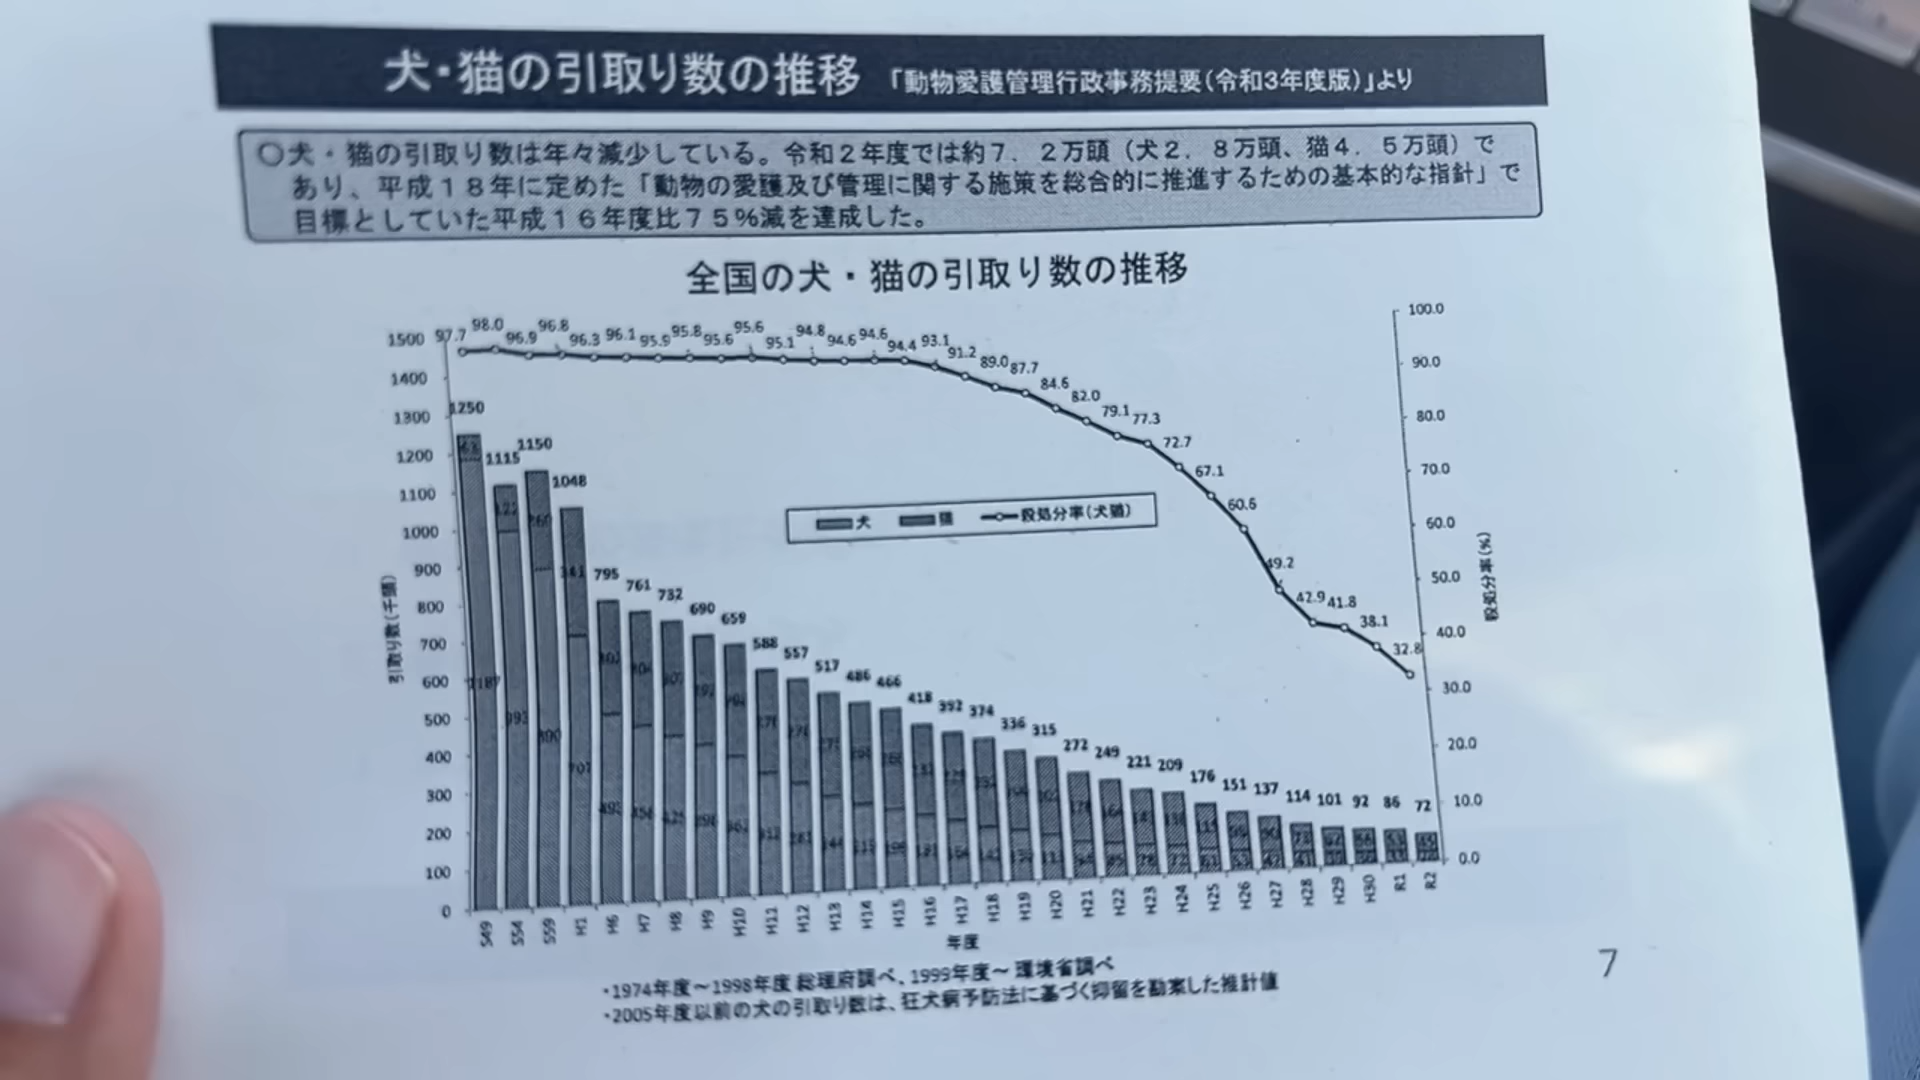 犬・猫の引取り数の推移 「動物愛護管理行政事務提要(令和3年度版)」より
○犬・猫の引取り数は年々減少している。令和２年度では約７．２万頭（犬２．８万頭、猫４．５万頭）で
あり、平成１８年に定めた「動物の愛護及び管理に関する施策を総合的に推進するための基本的な指針」で
目標としていた平成１６年度比７５％減を達成した。
全国の犬・猫の引取り数の推移
97.7 98.0 96.9 96.8 96.3 96.1 95.9 95.8 95.6 95.6 95.1 94.8 94.6 94.6 94.4 93.1 91.2 89.0 87.7 84.6 82.0 79.1 77.3 72.7 67.1 60.6 49.2 42.9 41.8 38.1 32.8
1500
1400
1300
1200
1100
1000
900
800
700
600
500
400
300
200
100
0
引取り数(千頭)
1250 1115 1150 1048 795 761 732 690 659 588 557 517 486 466 418 392 374 336 315 272 249 221 209 176 151 137 114 101 92 86 72
犬 猫 殺処分率(犬猫)
100.0
90.0
80.0
70.0
60.0
50.0
40.0
30.0
20.0
10.0
0.0
殺処分率(%)
63 122 260 341
1187 993 890 707
S49 S54 S59 H1 H6 H7 H8 H9 H10 H11 H12 H13 H14 H15 H16 H17 H18 H19 H20 H21 H22 H23 H24 H25 H26 H27 H28 H29 H30 R1 R2
年度
・1974年度～1998年度 総理府調べ、1999年度～ 環境省調べ
・2005年度以前の犬の引取り数は、狂犬病予防法に基づく抑留を勘案した推計値
7